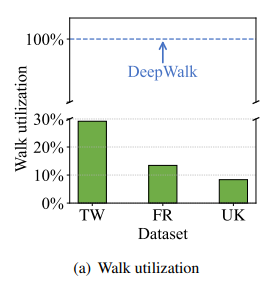 100%
DeepWalk
Walk utilization
30%
20%
10%
0%
TW FR UK
Dataset
(a) Walk utilization